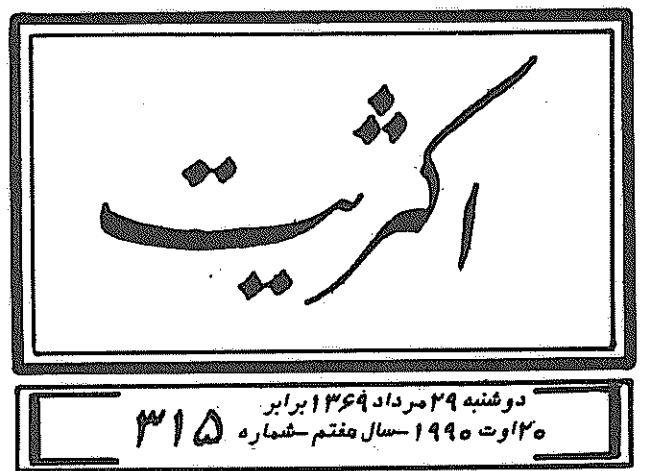 اکثریت
دوشنبه ۲۹ مرداد ۱۳۶۹ برابر
۲۰ اوت ۱۹۹۰ - سال هفتم - شماره ۳۱۵